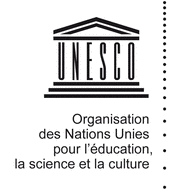 UNESCO
Organisation
des Nations Unies
pour l'éducation,
la science et la culture